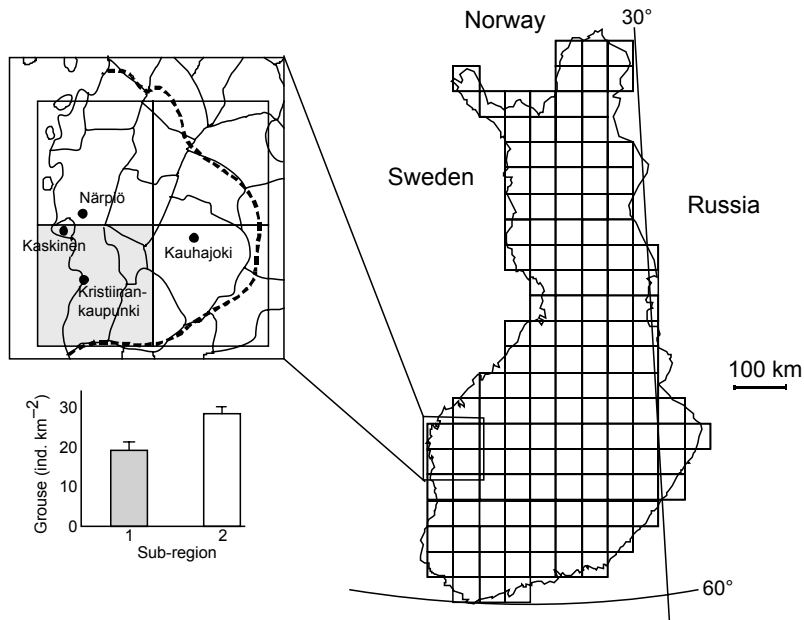 Norway
30°
Sweden
Russia
100 km
60°
Närpiö
Kaskinen
Kauhajoki
Kristiinan-
kaupunki
Grouse (ind. km⁻²)
30
20
10
0
1
2
Sub-region